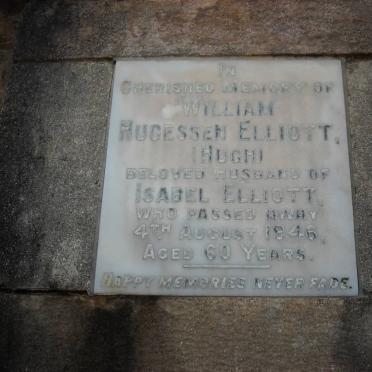 IN
CHERISHED MEMORY OF
WILLIAM
HUGESSEN ELLIOTT,
(HUGH)
BELOVED HUSBAND OF
ISABEL ELLIOTT,
WHO PASSED AWAY
4TH AUGUST 1946,
AGED 60 YEARS.
HAPPY MEMORIES NEVER FADE.